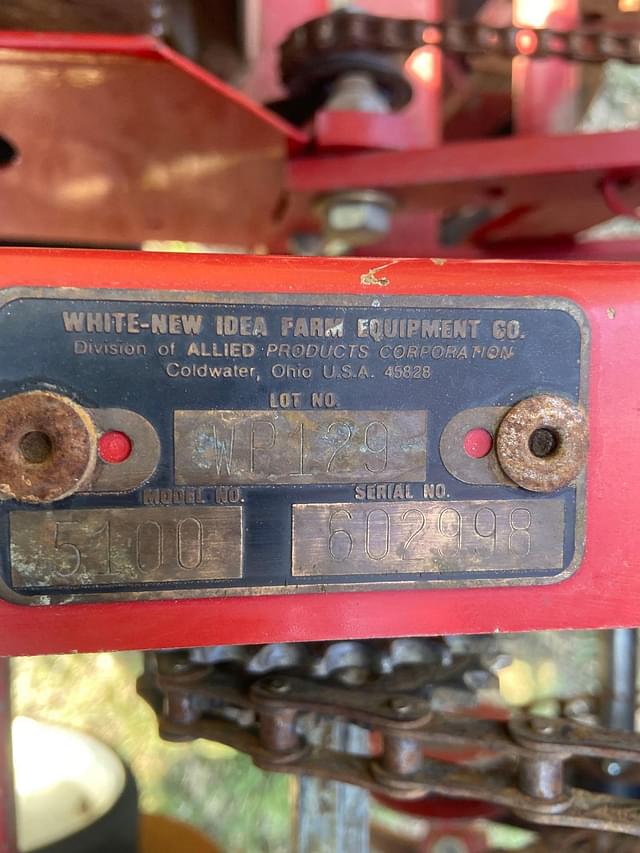 WHITE-NEW IDEA FARM EQUIPMENT CO.
Division of ALLIED PRODUCTS CORPORATION
Coldwater, Ohio U.S.A. 45828
LOT NO.
WP129
MODEL NO. SERIAL NO.
5100 602998